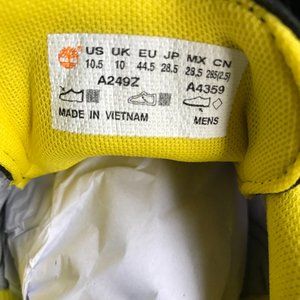 US UK EU JP MX CN
10.5 10 44.5 28.5 28.5 285(2.5)
A249Z A4359
MADE IN VIETNAM MENS